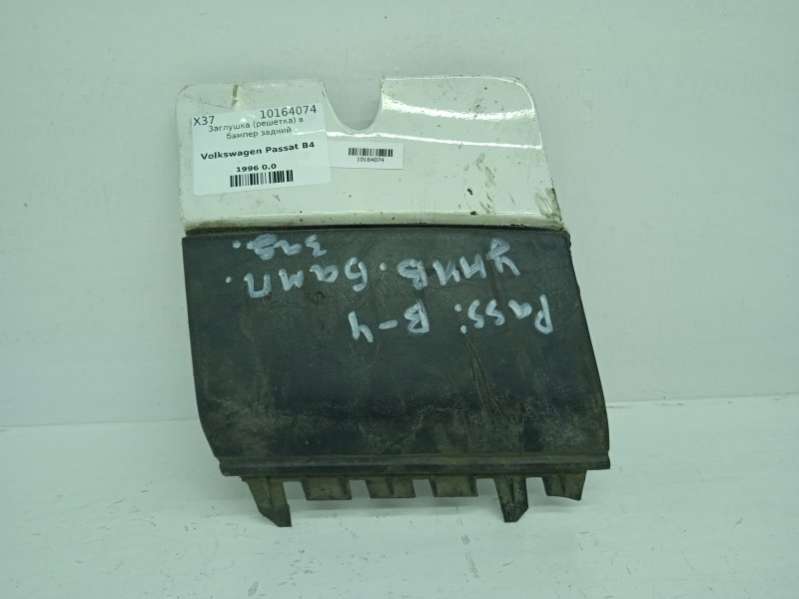 X37 10164074
Заглушка (решетка) в
бампер задний
Volkswagen Passat B4
1996 0.0
10164074
Pass: B-4
унив. бамп.
зад.